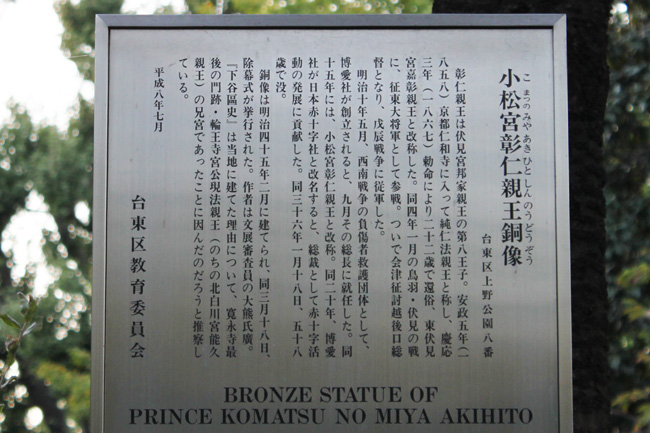 小松宮彰仁親王銅像
こまつのみやあきひとしんのうどうぞう
台東区上野公園八番
彰仁親王は伏見宮邦家親王の第八王子。安政五年(一
八五八)京都仁和寺に入って純仁法親王と称し、慶応
三年(一八六七)勅命により二十二歳で還俗、東伏見
宮嘉彰親王と改称した。同四年一月の鳥羽・伏見の戦
に、征東大将軍として参戦。ついで会津征討越後口総
督となり、戊辰戦争に従軍した。
明治十年五月、西南戦争の負傷者救護団体として、
博愛社が創立されると、九月その総長に就任した。同
十五年には、小松宮彰仁親王と改称。同二十年、博愛
社が日本赤十字社と改名すると、総裁として赤十字活
動の発展に貢献した。同三十六年一月十八日、五十八
歳で没。
銅像は明治四十五年二月に建てられ、同三月十八日、
除幕式が挙行された。作者は文展審査員の大熊氏廣。
『下谷區史』は当地に建てた理由について、寛永寺最
後の門跡・輪王寺宮公現法親王(のちの北白川宮能久
親王)の兄宮であったことに因んだのだろうと推察し
ている。
平成八年七月
台東区教育委員会
BRONZE STATUE OF
PRINCE KOMATSU NO MIYA AKIHITO